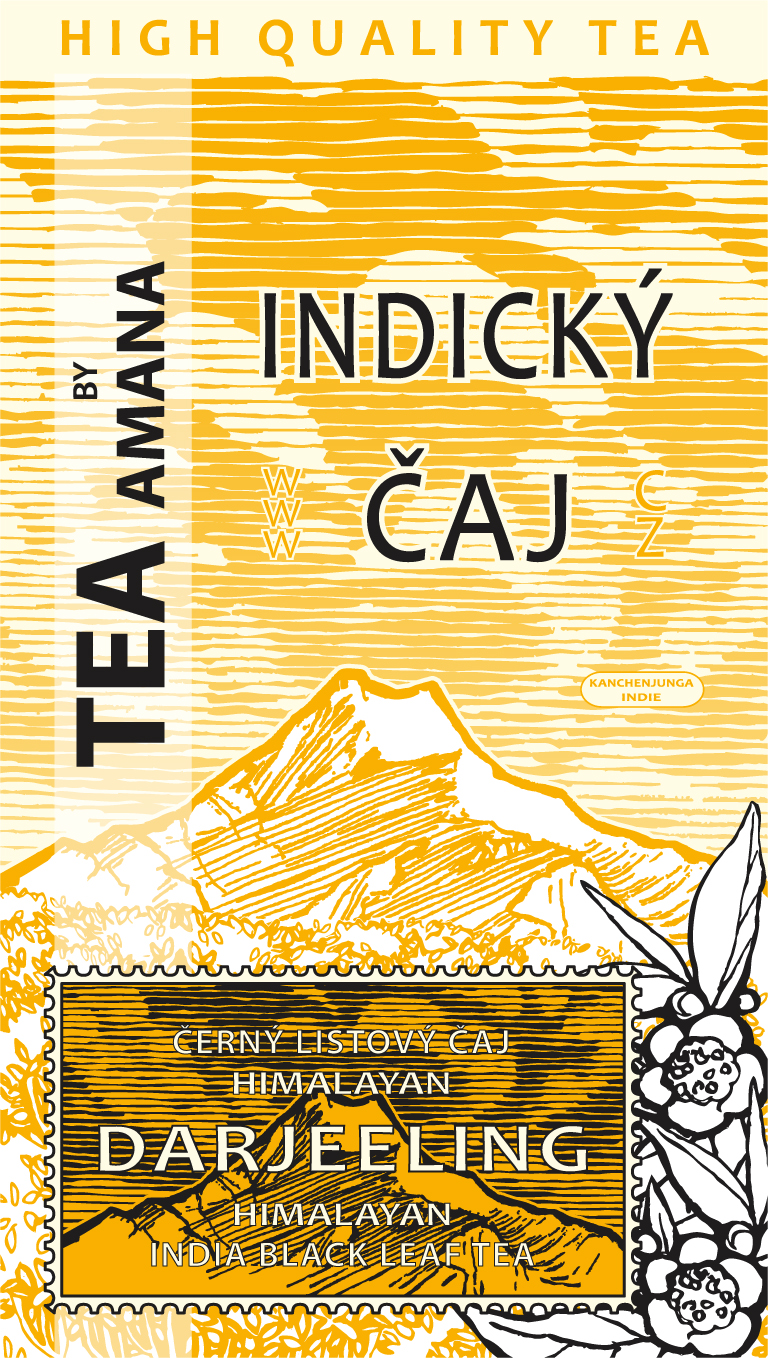 HIGH QUALITY TEA
TEA BY AMANA
INDICKÝ
WWW ČAJ CZ
KANCHENJUNGA
INDIE
ČERNÝ LISTOVÝ ČAJ
HIMALAYAN
DARJEELING
HIMALAYAN
INDIA BLACK LEAF TEA